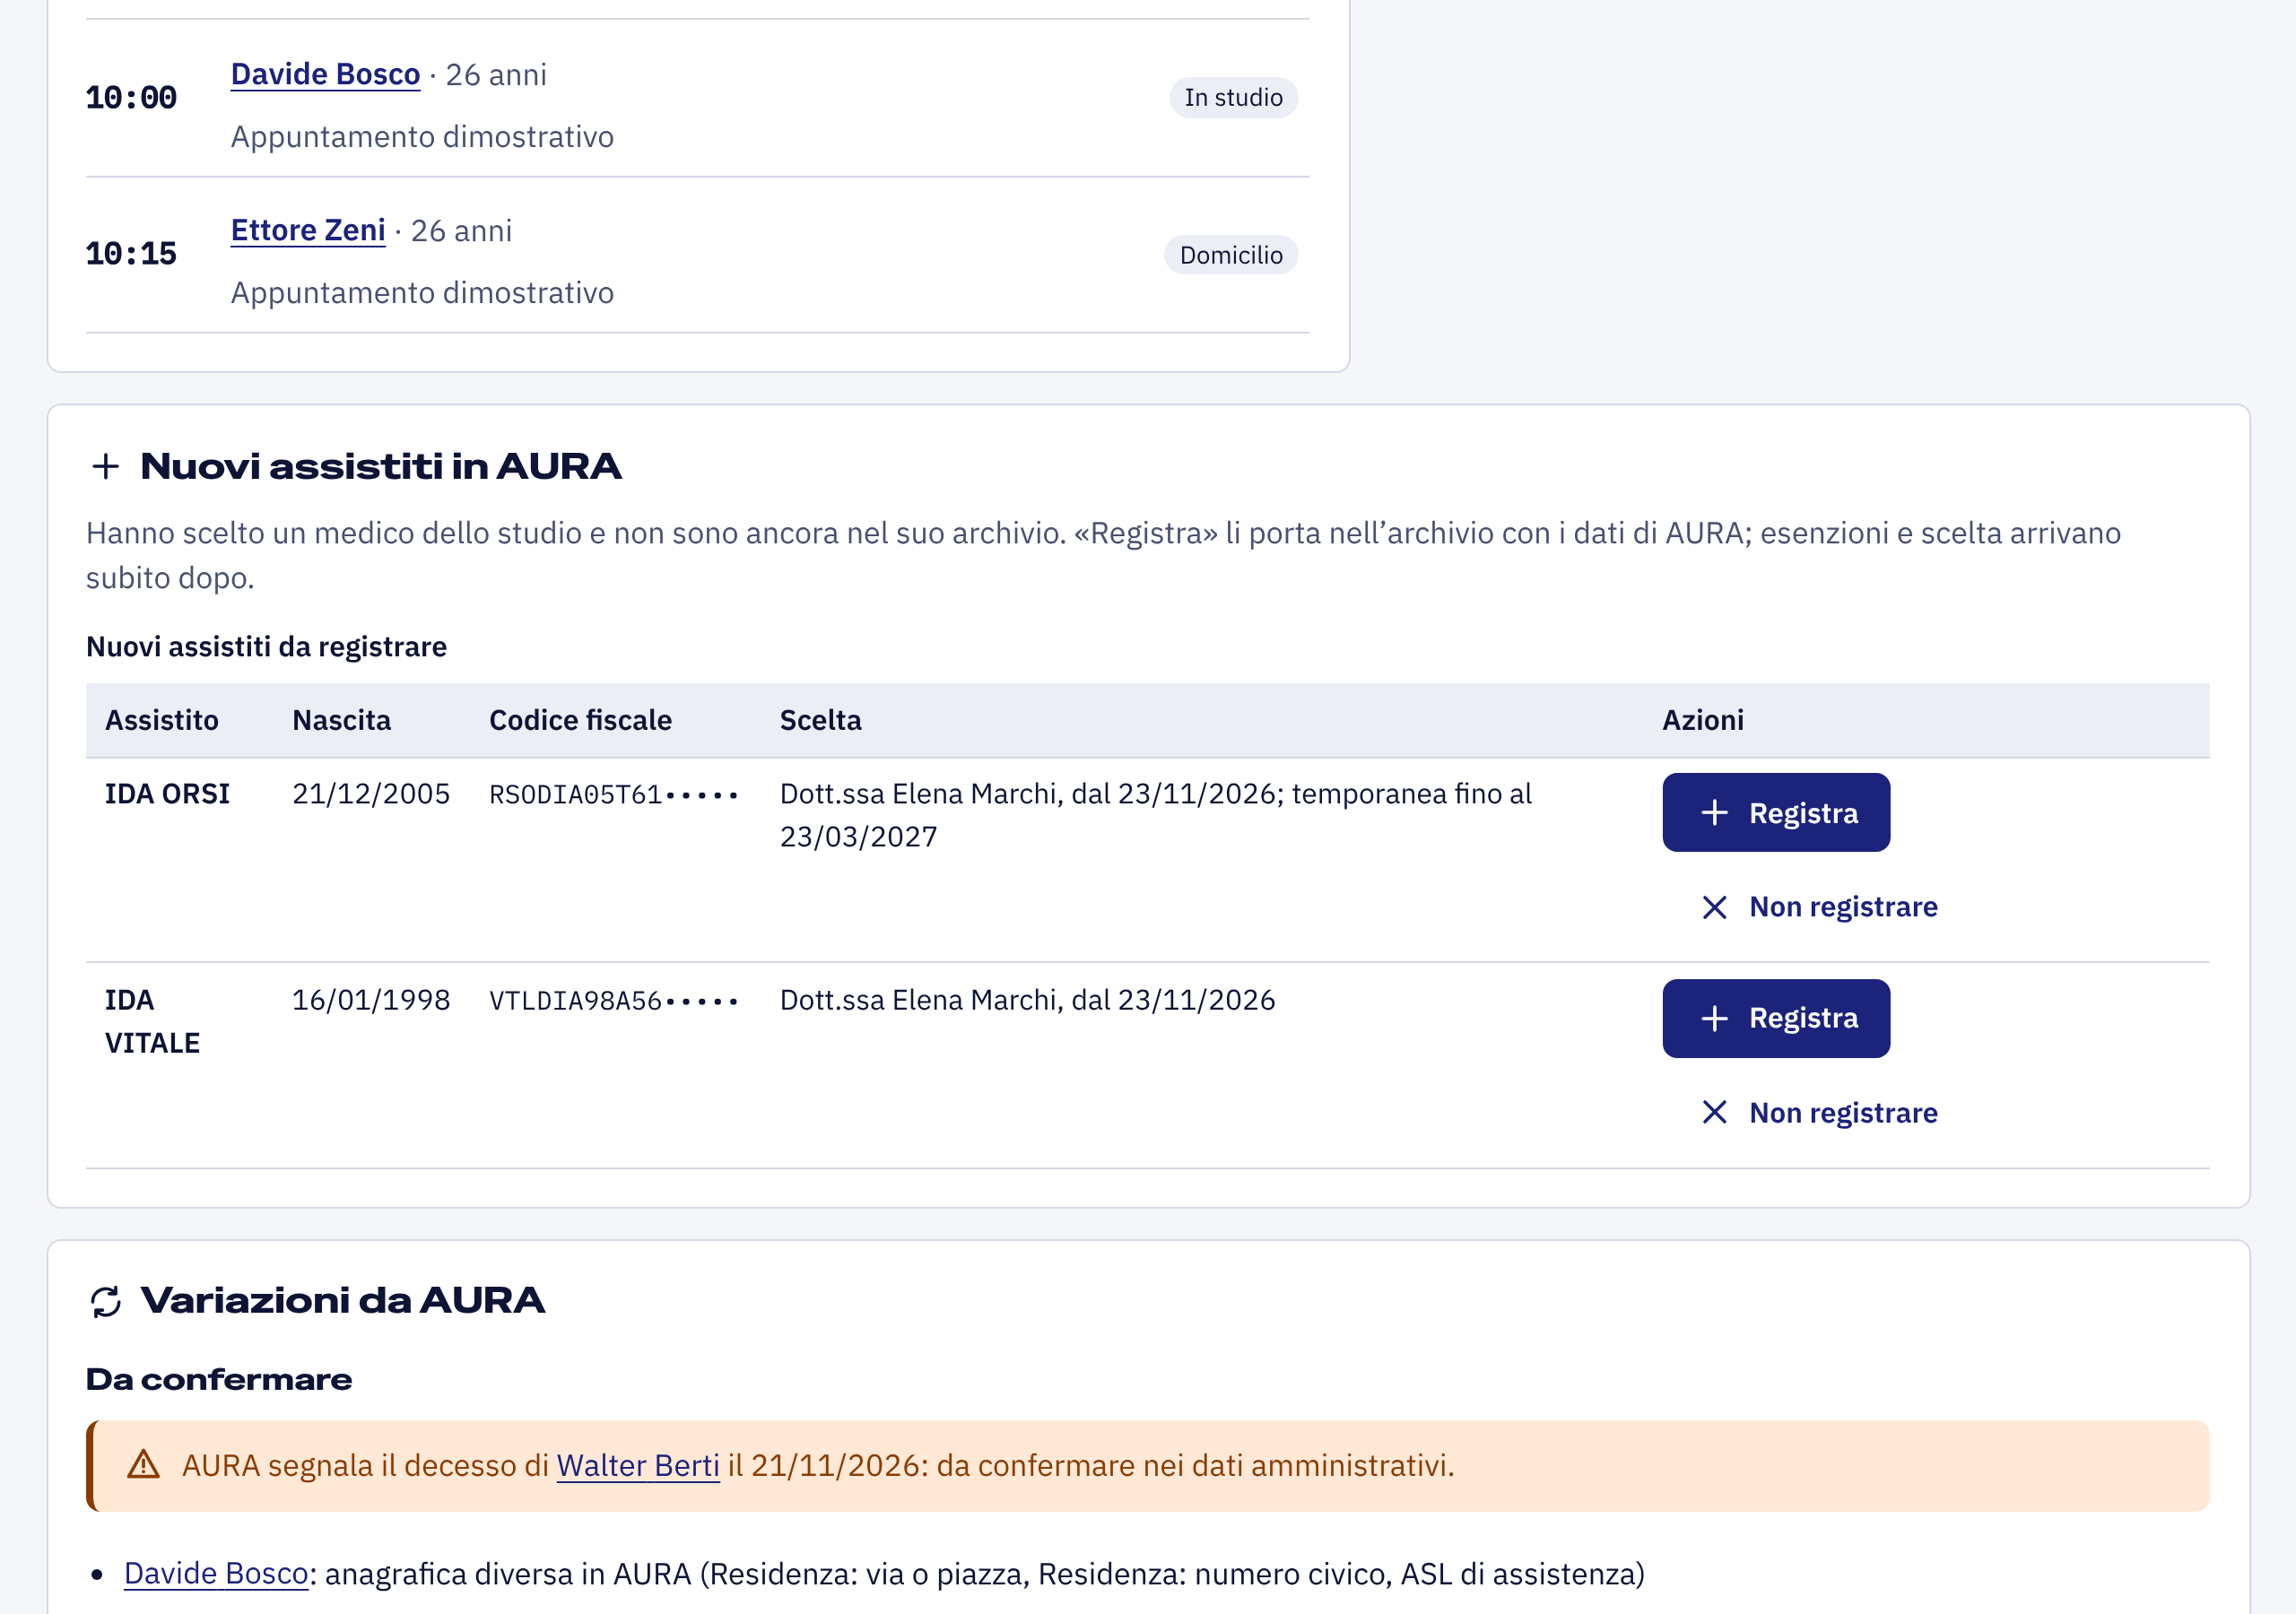 10:00
Davide Bosco · 26 anni
In studio
Appuntamento dimostrativo
10:15
Ettore Zeni · 26 anni
Domicilio
Appuntamento dimostrativo
Nuovi assistiti in AURA
Hanno scelto un medico dello studio e non sono ancora nel suo archivio. «Registra» li porta nell’archivio con i dati di AURA; esenzioni e scelta arrivano
subito dopo.
Nuovi assistiti da registrare
Assistito Nascita Codice fiscale Scelta Azioni
IDA ORSI 21/12/2005 RSODIA05T61••••• Dott.ssa Elena Marchi, dal 23/11/2026; temporanea fino al
23/03/2027
Registra
Non registrare
IDA
VITALE
16/01/1998 VTLDIA98A56••••• Dott.ssa Elena Marchi, dal 23/11/2026
Registra
Non registrare
Variazioni da AURA
Da confermare
AURA segnala il decesso di Walter Berti il 21/11/2026: da confermare nei dati amministrativi.
• Davide Bosco: anagrafica diversa in AURA (Residenza: via o piazza, Residenza: numero civico, ASL di assistenza)